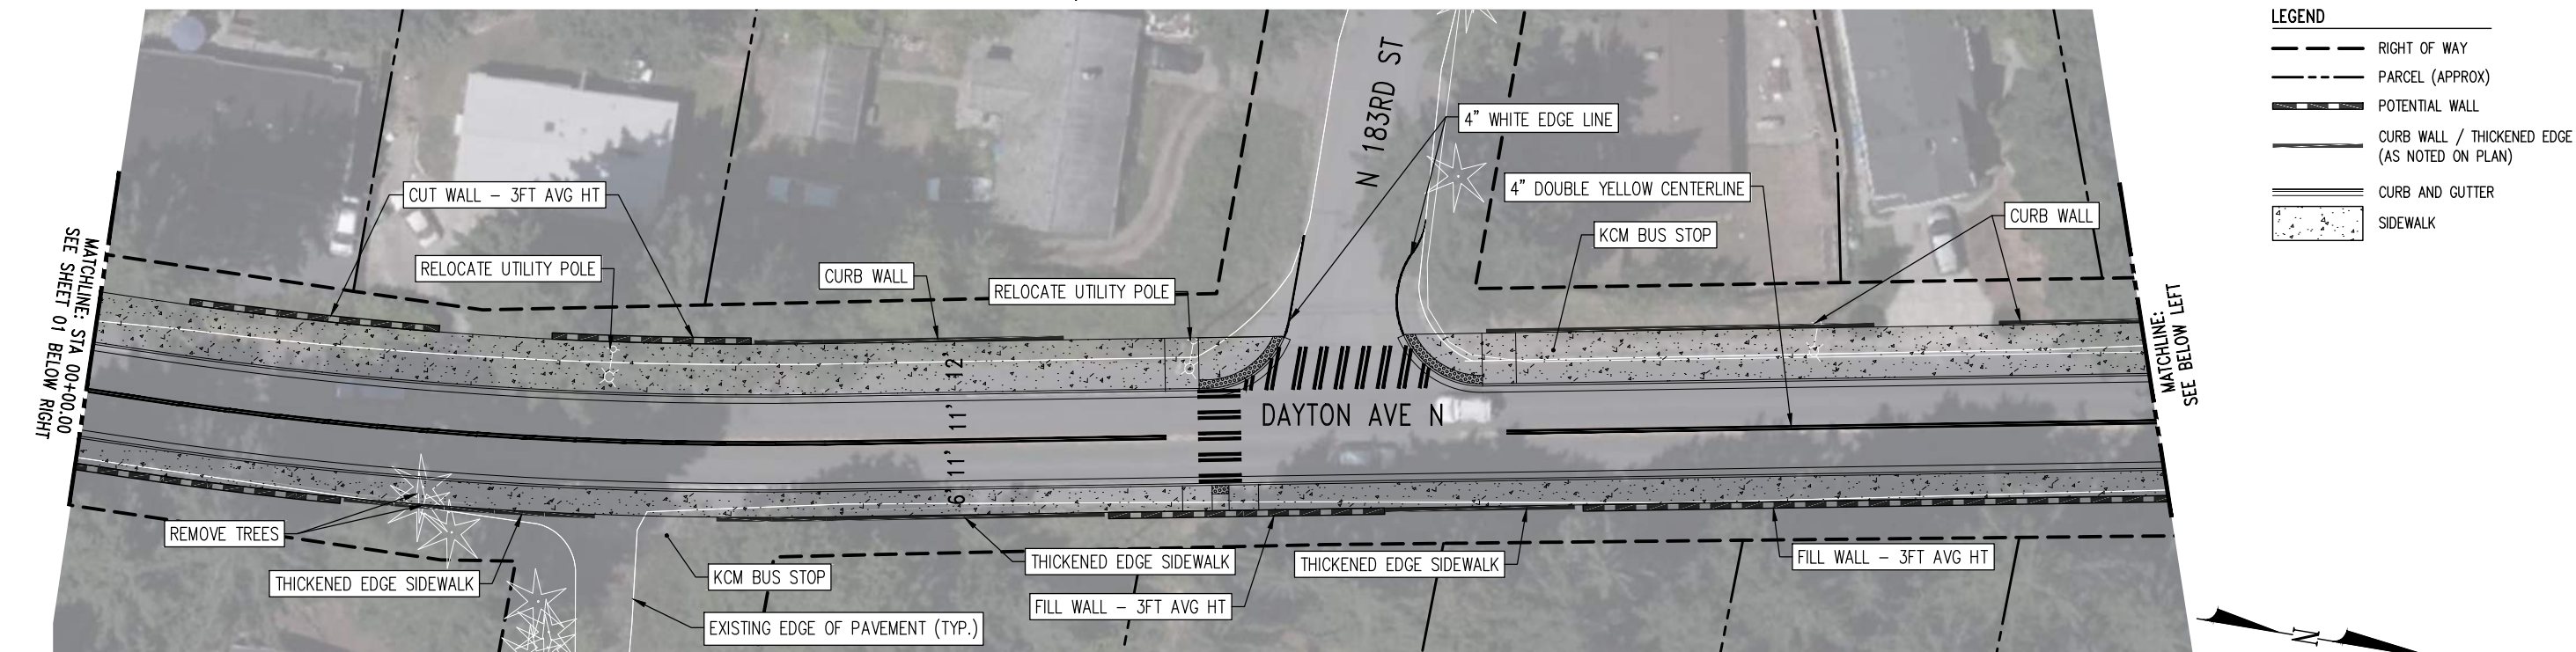 LEGEND
RIGHT OF WAY
PARCEL (APPROX)
POTENTIAL WALL
CURB WALL / THICKENED EDGE
(AS NOTED ON PLAN)
CURB AND GUTTER
SIDEWALK
N 183RD ST
4" WHITE EDGE LINE
4" DOUBLE YELLOW CENTERLINE
CUT WALL - 3FT AVG HT
KCM BUS STOP
CURB WALL
RELOCATE UTILITY POLE
CURB WALL
RELOCATE UTILITY POLE
MATCHLINE: STA 00+00.00
SEE SHEET 01 BELOW RIGHT
MATCHLINE:
SEE BELOW LEFT
12'
11'
11'
6'
DAYTON AVE N
REMOVE TREES
THICKENED EDGE SIDEWALK
KCM BUS STOP
EXISTING EDGE OF PAVEMENT (TYP.)
THICKENED EDGE SIDEWALK
FILL WALL - 3FT AVG HT
THICKENED EDGE SIDEWALK
FILL WALL - 3FT AVG HT
N